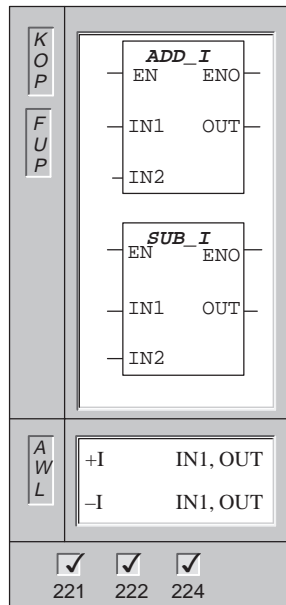 K
O
P
F
U
P
ADD_I
EN ENO
IN1 OUT
IN2
SUB_I
EN ENO
IN1 OUT
IN2
A
W
L
+I IN1, OUT
–I IN1, OUT
221 222 224